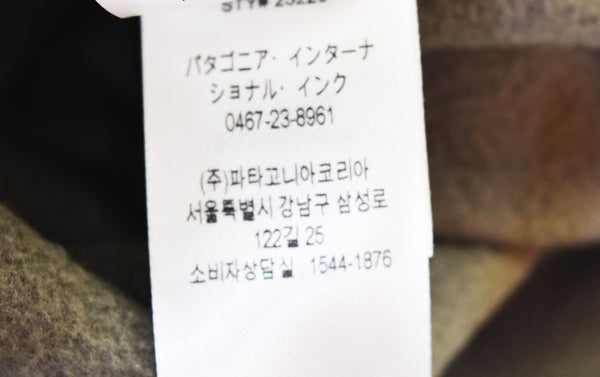 STY# 23220
パタゴニア・インターナ
ショナル・インク
0467-23-8961
(주)파타고니아코리아
서울특별시 강남구 삼성로
122길 25
소비자상담실 : 1544-1876